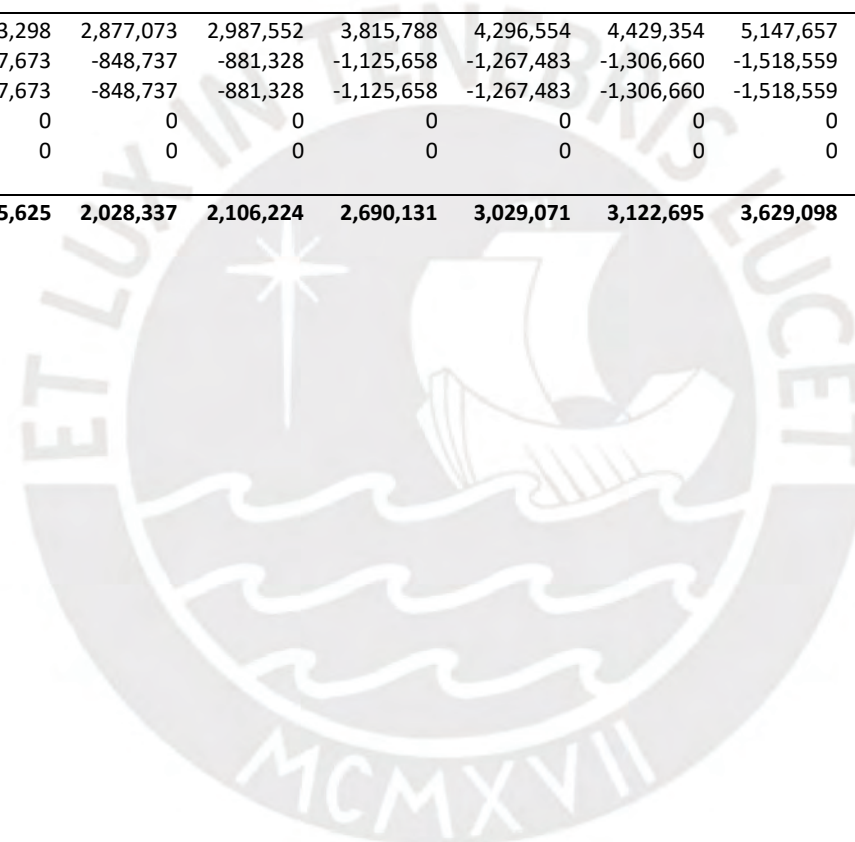 3,298 2,877,073 2,987,552 3,815,788 4,296,554 4,429,354 5,147,657
7,673 -848,737 -881,328 -1,125,658 -1,267,483 -1,306,660 -1,518,559
7,673 -848,737 -881,328 -1,125,658 -1,267,483 -1,306,660 -1,518,559
0 0 0 0 0 0 0
0 0 0 0 0 0 0
5,625 2,028,337 2,106,224 2,690,131 3,029,071 3,122,695 3,629,098
ET LUX IN TENEBRIS LUCET
MCMXVII